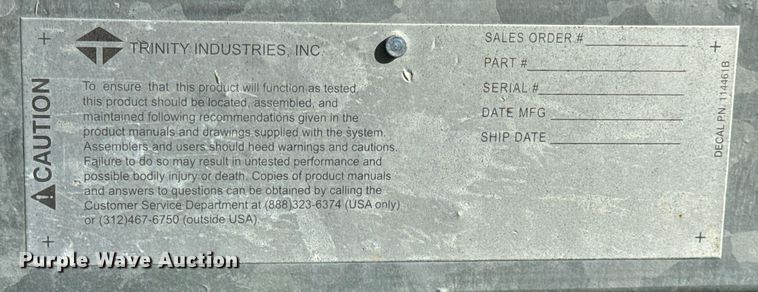 TRINITY INDUSTRIES, INC.
CAUTION
To ensure that this product will function as tested,
this product should be located, assembled, and
maintained following recommendations given in the
product manuals and drawings supplied with the system.
Assemblers and users should heed warnings and cautions.
Failure to do so may result in untested performance and
possible bodily injury or death. Copies of product manuals
and answers to questions can be obtained by calling the
Customer Service Department at (888)323-6374 (USA only)
or (312)467-6750 (outside USA).
SALES ORDER #
PART #
SERIAL #
DATE MFG
SHIP DATE
DECAL P.N. 114461B
Purple Wave Auction